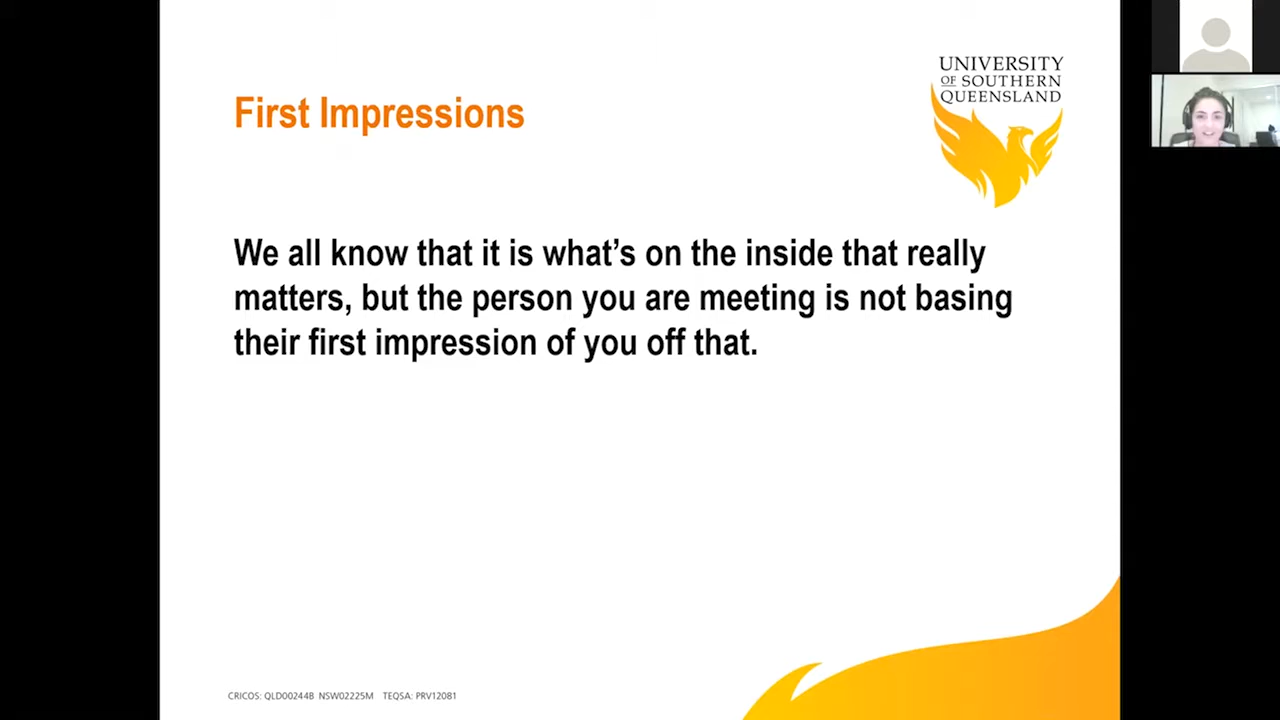 First Impressions
UNIVERSITY
OF SOUTHERN
QUEENSLAND
We all know that it is what's on the inside that really
matters, but the person you are meeting is not basing
their first impression of you off that.
CRICOS: QLD00244B NSW02225M TEQSA: PRV12081